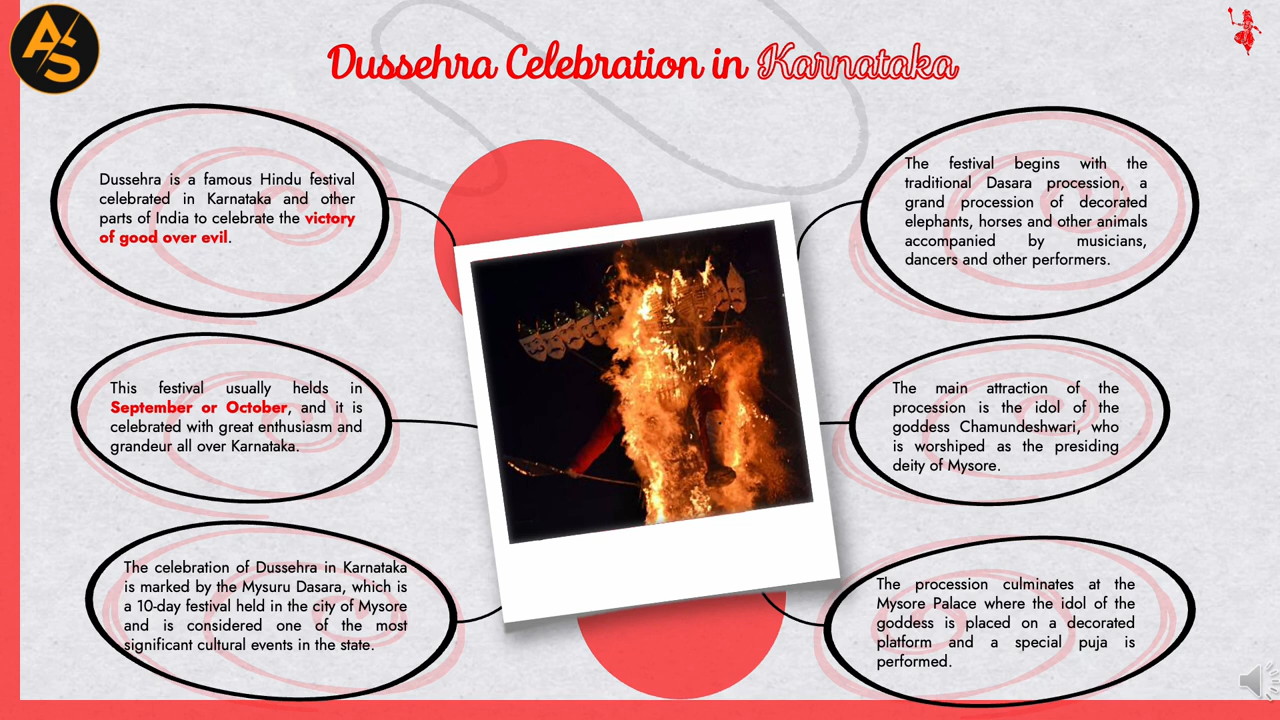 AS
Dussehra Celebration in Karnataka
Dussehra is a famous Hindu festival
celebrated in Karnataka and other
parts of India to celebrate the victory
of good over evil.
This festival usually helds in
September or October, and it is
celebrated with great enthusiasm and
grandeur all over Karnataka.
The celebration of Dussehra in Karnataka
is marked by the Mysuru Dasara, which is
a 10-day festival held in the city of Mysore
and is considered one of the most
significant cultural events in the state.
The festival begins with the
traditional Dasara procession, a
grand procession of decorated
elephants, horses and other animals
accompanied by musicians,
dancers and other performers.
The main attraction of the
procession is the idol of the
goddess Chamundeshwari, who
is worshiped as the presiding
deity of Mysore.
The procession culminates at the
Mysore Palace where the idol of the
goddess is placed on a decorated
platform and a special puja is
performed.